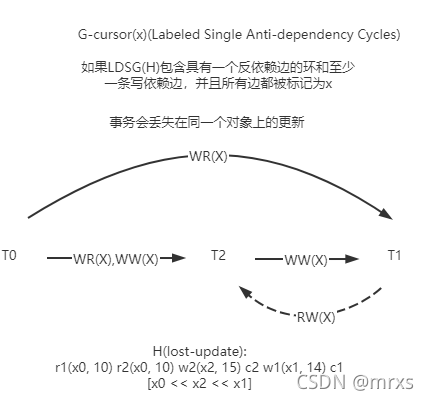 G-cursor(x)(Labeled Single Anti-dependency Cycles)
如果LDSG(H)包含具有一个反依赖边的环和至少
一条写依赖边，并且所有边都被标记为x
事务会丢失在同一个对象上的更新
WR(X)
T0
WR(X),WW(X)
T2
WW(X)
T1
RW(X)
H(lost-update):
r1(x0, 10) r2(x0, 10) w2(x2, 15) c2 w1(x1, 14) c1
[x0 << x2 << x1]
CSDN @mrxs